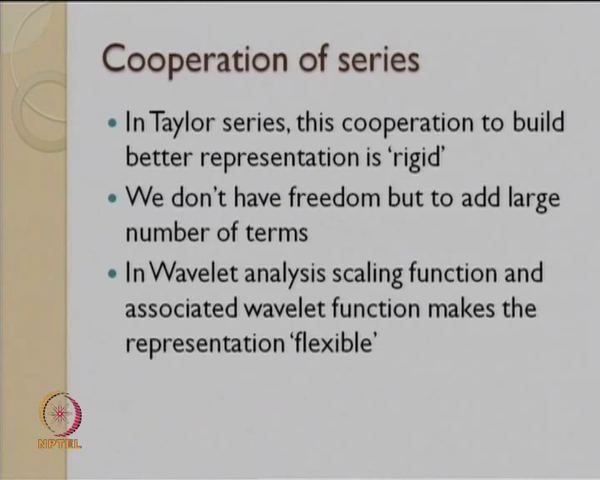 Cooperation of series
• In Taylor series, this cooperation to build
better representation is ‘rigid’
• We don’t have freedom but to add large
number of terms
• In Wavelet analysis scaling function and
associated wavelet function makes the
representation ‘flexible’
NPTEL